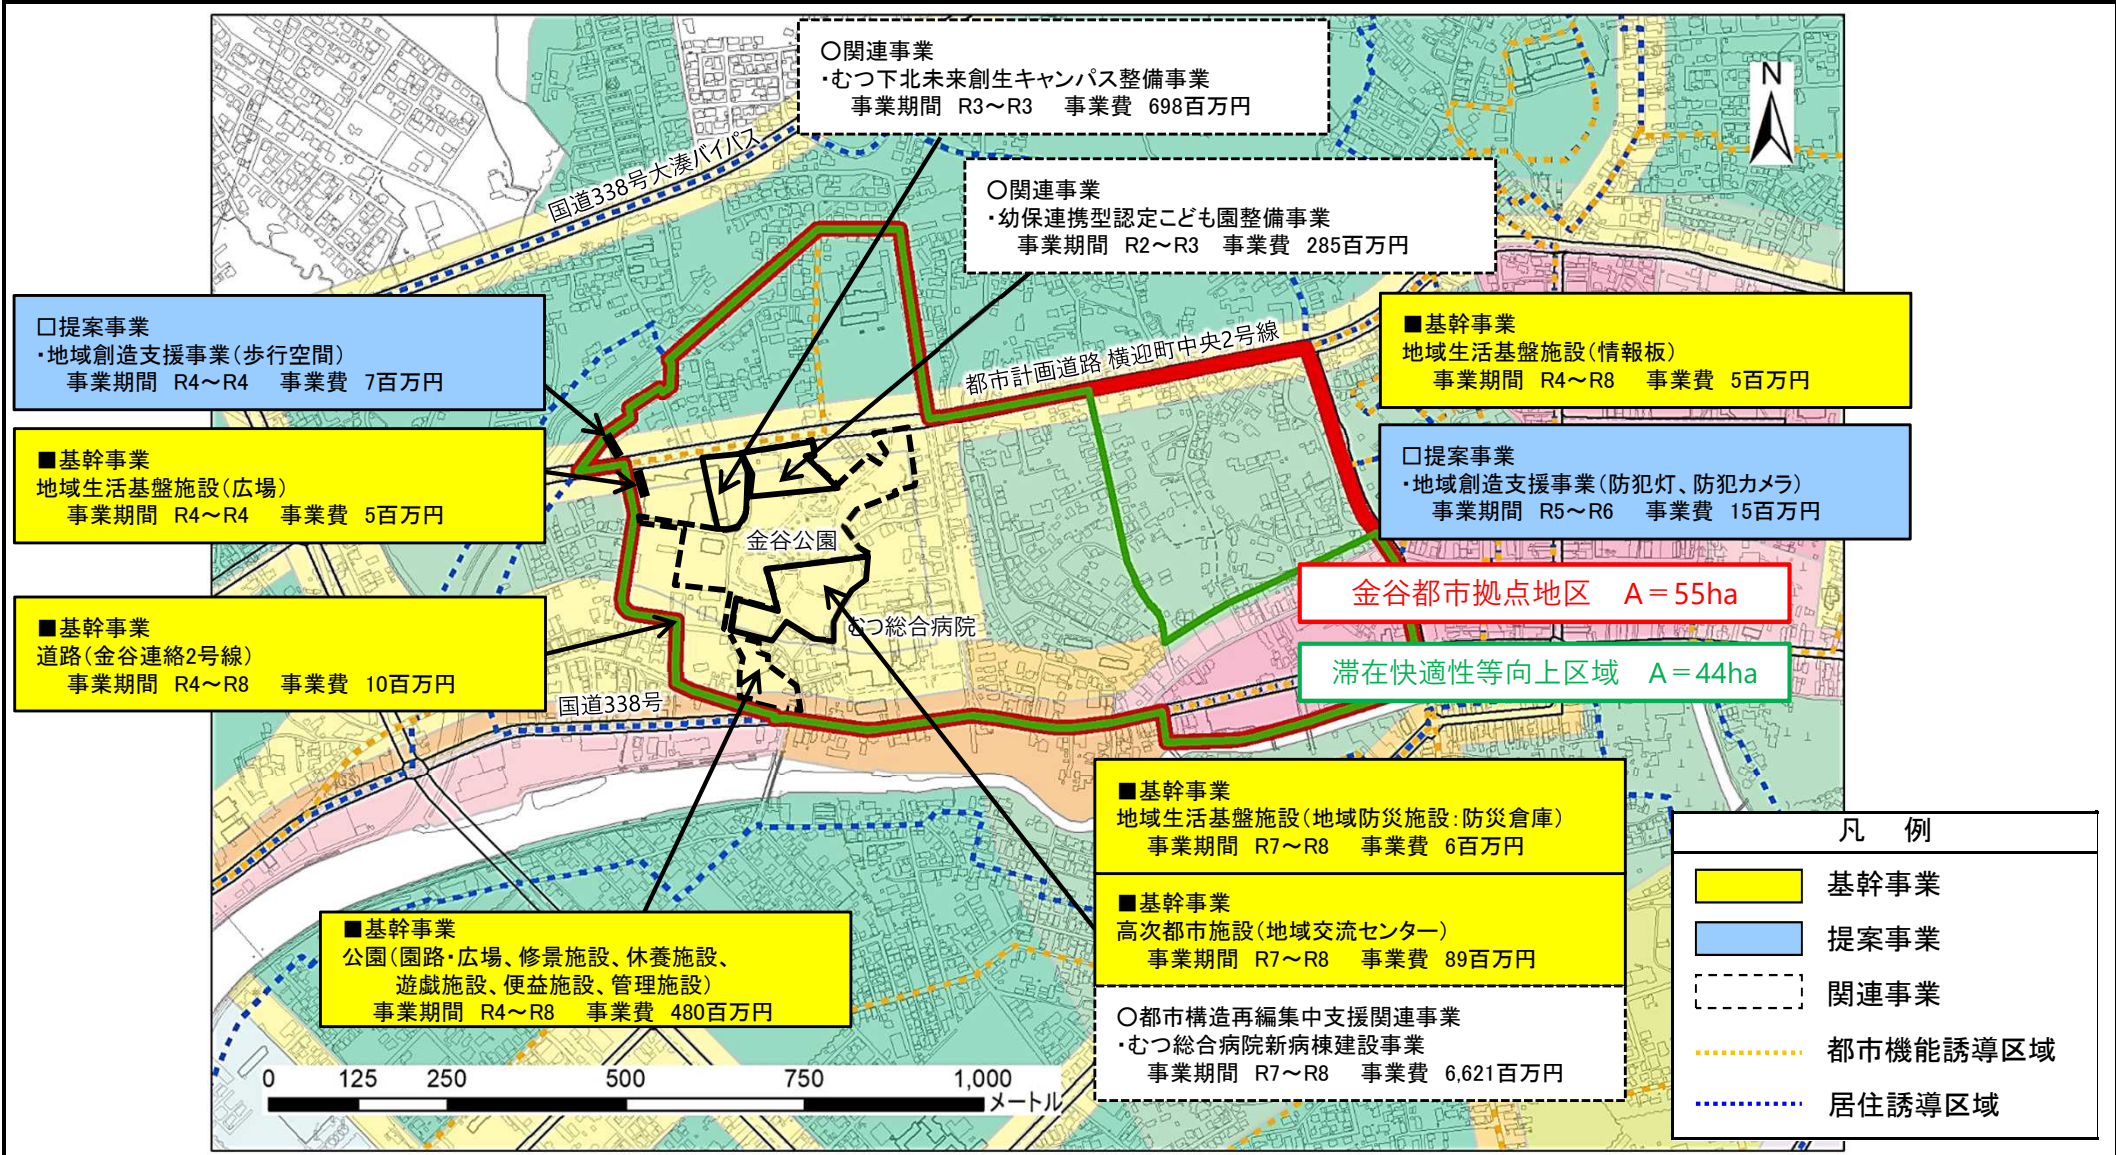 ○関連事業
・むつ下北未来創生キャンパス整備事業
事業期間 R3～R3 事業費 698百万円
N
○関連事業
・幼保連携型認定こども園整備事業
事業期間 R2～R3 事業費 285百万円
国道338号大湊バイパス
□提案事業
・地域創造支援事業(歩行空間)
事業期間 R4～R4 事業費 7百万円
都市計画道路 横迎町中央2号線
■基幹事業
地域生活基盤施設(情報板)
事業期間 R4～R8 事業費 5百万円
■基幹事業
地域生活基盤施設(広場)
事業期間 R4～R4 事業費 5百万円
□提案事業
・地域創造支援事業(防犯灯、防犯カメラ)
事業期間 R5～R6 事業費 15百万円
金谷公園
金谷都市拠点地区 A＝55ha
■基幹事業
道路(金谷連絡2号線)
事業期間 R4～R8 事業費 10百万円
むつ総合病院
滞在快適性等向上区域 A＝44ha
国道338号
■基幹事業
地域生活基盤施設(地域防災施設:防災倉庫)
事業期間 R7～R8 事業費 6百万円
■基幹事業
高次都市施設(地域交流センター)
事業期間 R7～R8 事業費 89百万円
○都市構造再編集中支援関連事業
・むつ総合病院新病棟建設事業
事業期間 R7～R8 事業費 6,621百万円
■基幹事業
公園(園路・広場、修景施設、休養施設、
遊戯施設、便益施設、管理施設)
事業期間 R4～R8 事業費 480百万円
凡 例
基幹事業
提案事業
関連事業
都市機能誘導区域
居住誘導区域
0 125 250 500 750 1,000
メートル